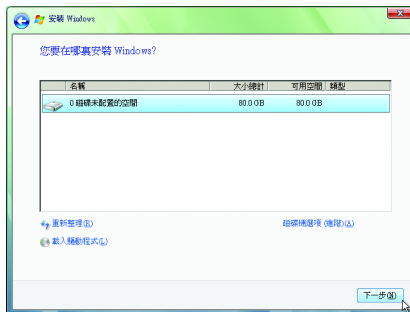 安裝 Windows
您要在哪裏安裝 Windows?
名稱 大小總計 可用空間 類型
0 磁碟未配置的空間 80.0 GB 80.0 GB
重新整理(R) 磁碟機選項 (進階)(A)
載入驅動程式(L)
下一步(N)